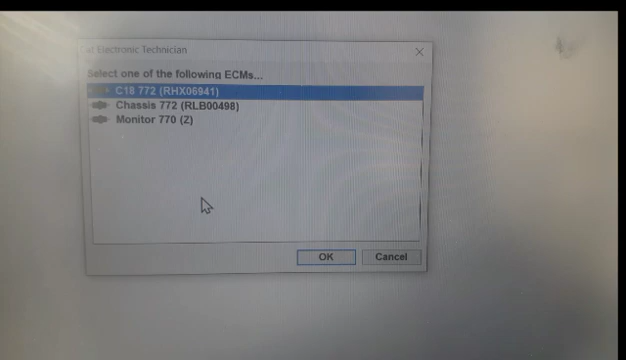 Cat Electronic Technician
Select one of the following ECMs...
C18 772 (RHX06941)
Chassis 772 (RLB00498)
Monitor 770 (Z)
OK
Cancel